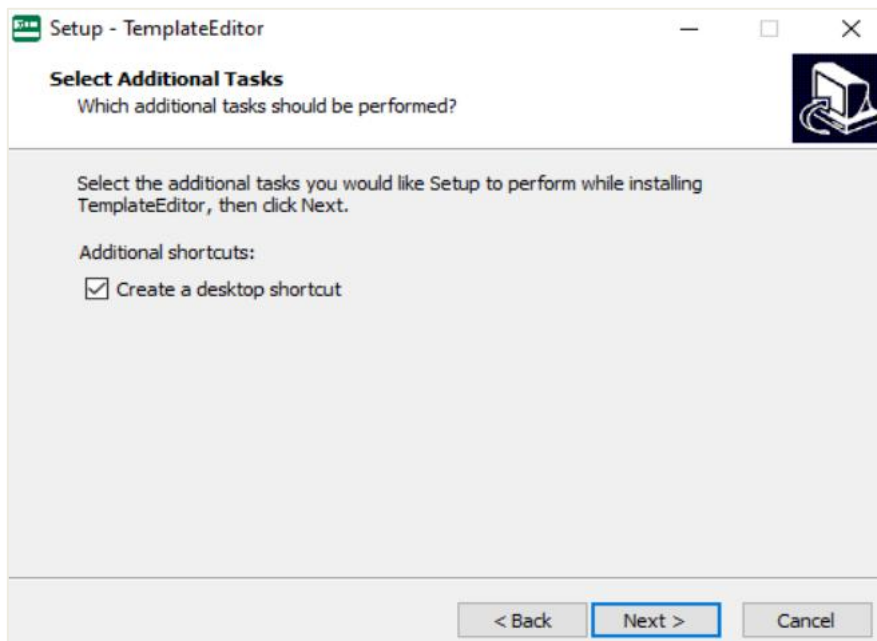 Setup - TemplateEditor
Select Additional Tasks
Which additional tasks should be performed?
Select the additional tasks you would like Setup to perform while installing
TemplateEditor, then click Next.
Additional shortcuts:
Create a desktop shortcut
< Back
Next >
Cancel